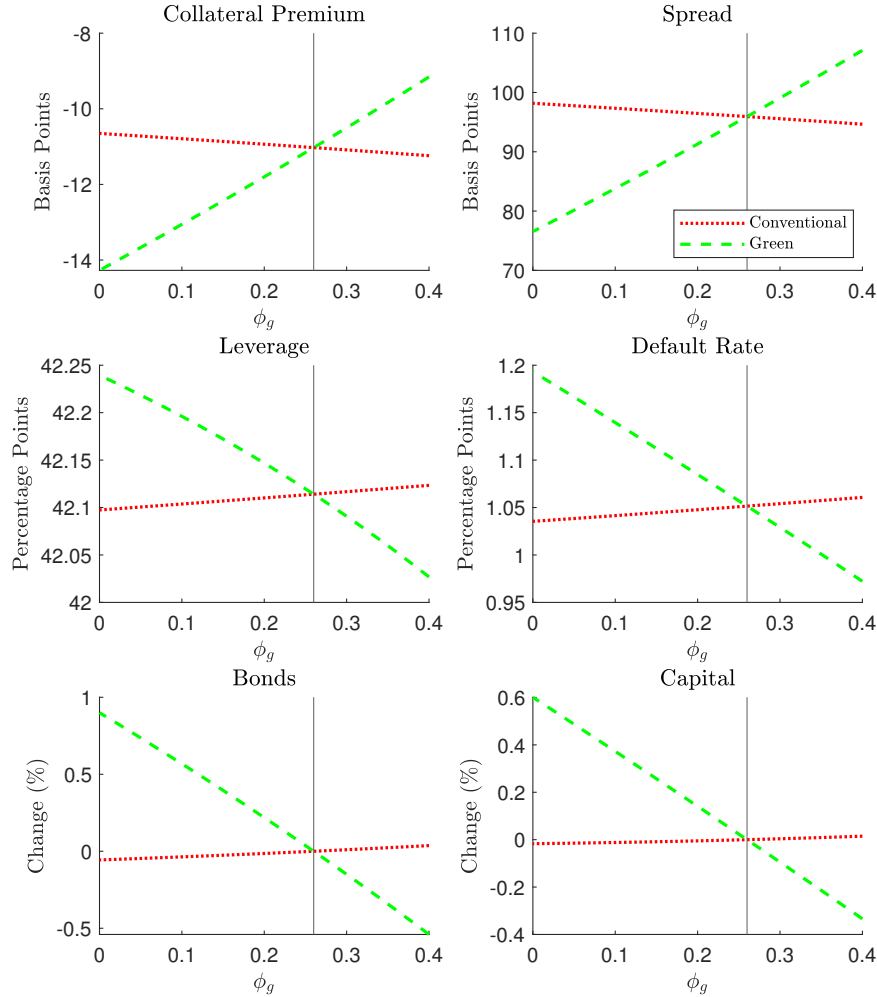 Collateral Premium
-8
-10
-12
-14
Basis Points
0 0.1 0.2 0.3 0.4
ϕ_g
Spread
110
100
90
80
70
Basis Points
Conventional
Green
0 0.1 0.2 0.3 0.4
ϕ_g
Leverage
42.25
42.2
42.15
42.1
42.05
42
Percentage Points
0 0.1 0.2 0.3 0.4
ϕ_g
Default Rate
1.2
1.15
1.1
1.05
1
0.95
Percentage Points
0 0.1 0.2 0.3 0.4
ϕ_g
Bonds
1
0.5
0
-0.5
Change (%)
0 0.1 0.2 0.3 0.4
ϕ_g
Capital
0.6
0.4
0.2
0
-0.2
-0.4
Change (%)
0 0.1 0.2 0.3 0.4
ϕ_g